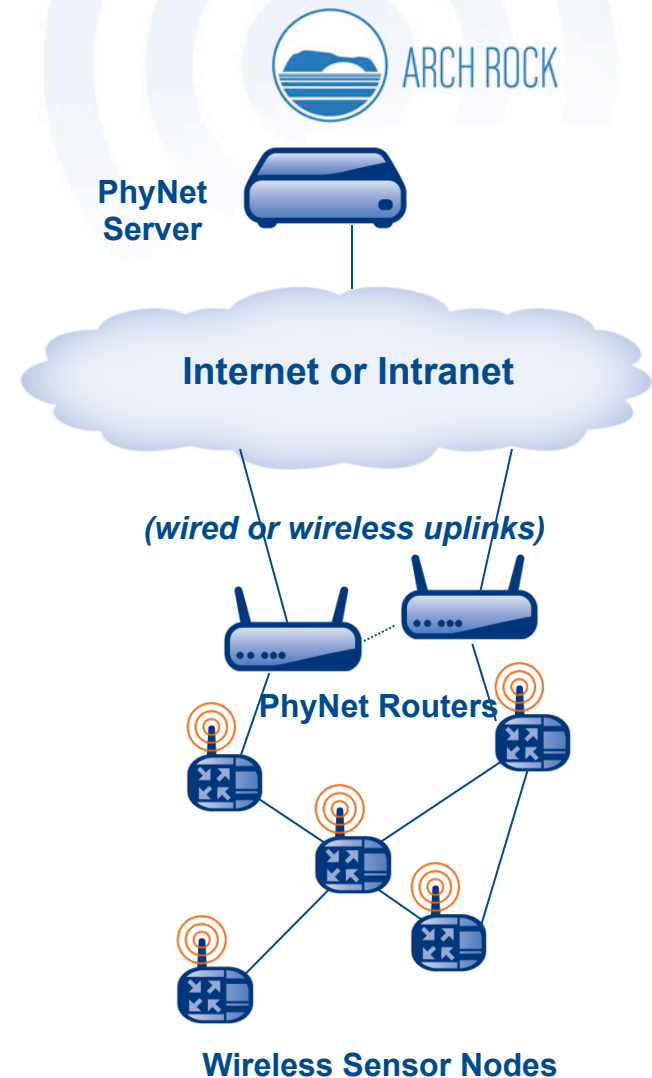 ARCH ROCK
PhyNet
Server
Internet or Intranet
(wired or wireless uplinks)
PhyNet Routers
Wireless Sensor Nodes